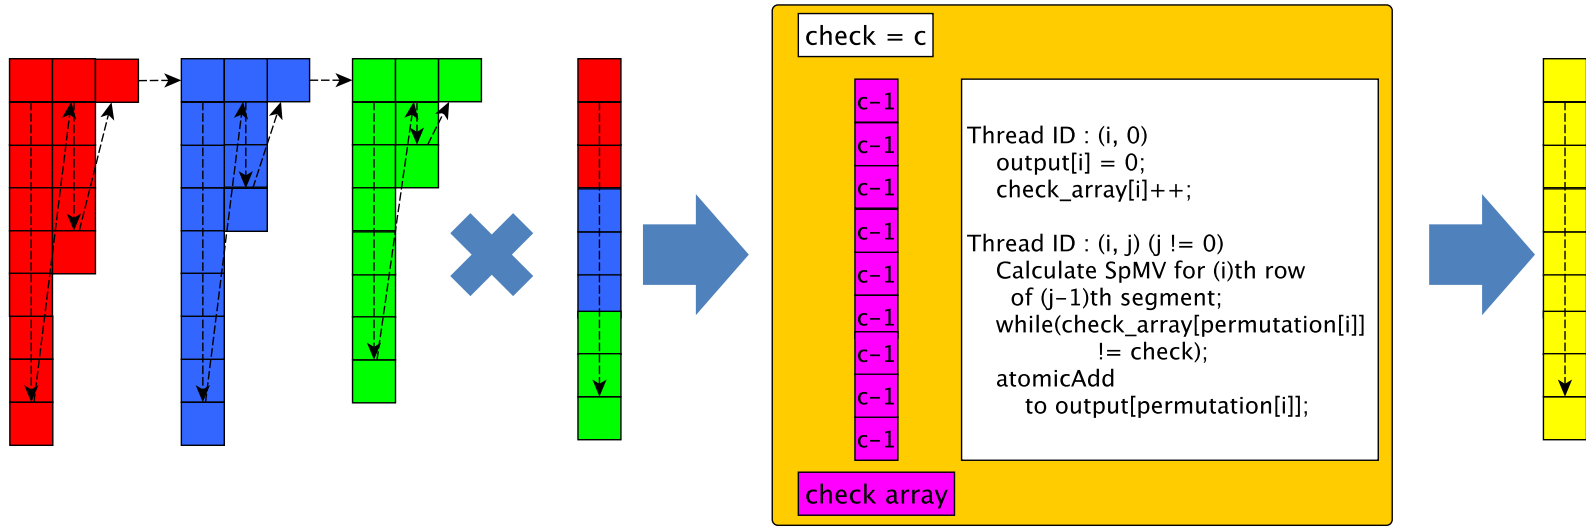 check = c
c-1
c-1
c-1
c-1
c-1
c-1
c-1
c-1
c-1
check array
Thread ID : (i, 0)
output[i] = 0;
check_array[i]++;
Thread ID : (i, j) (j != 0)
Calculate SpMV for (i)th row
of (j-1)th segment;
while(check_array[permutation[i]]
!= check);
atomicAdd
to output[permutation[i]];